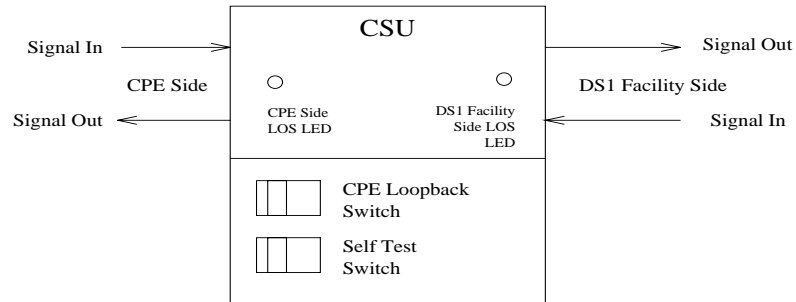 CSU
Signal In
Signal Out
CPE Side
DS1 Facility Side
CPE Side
LOS LED
DS1 Facility
Side LOS
LED
Signal Out
Signal In
CPE Loopback
Switch
Self Test
Switch